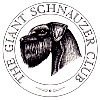 THE GIANT SCHNAUZER CLUB